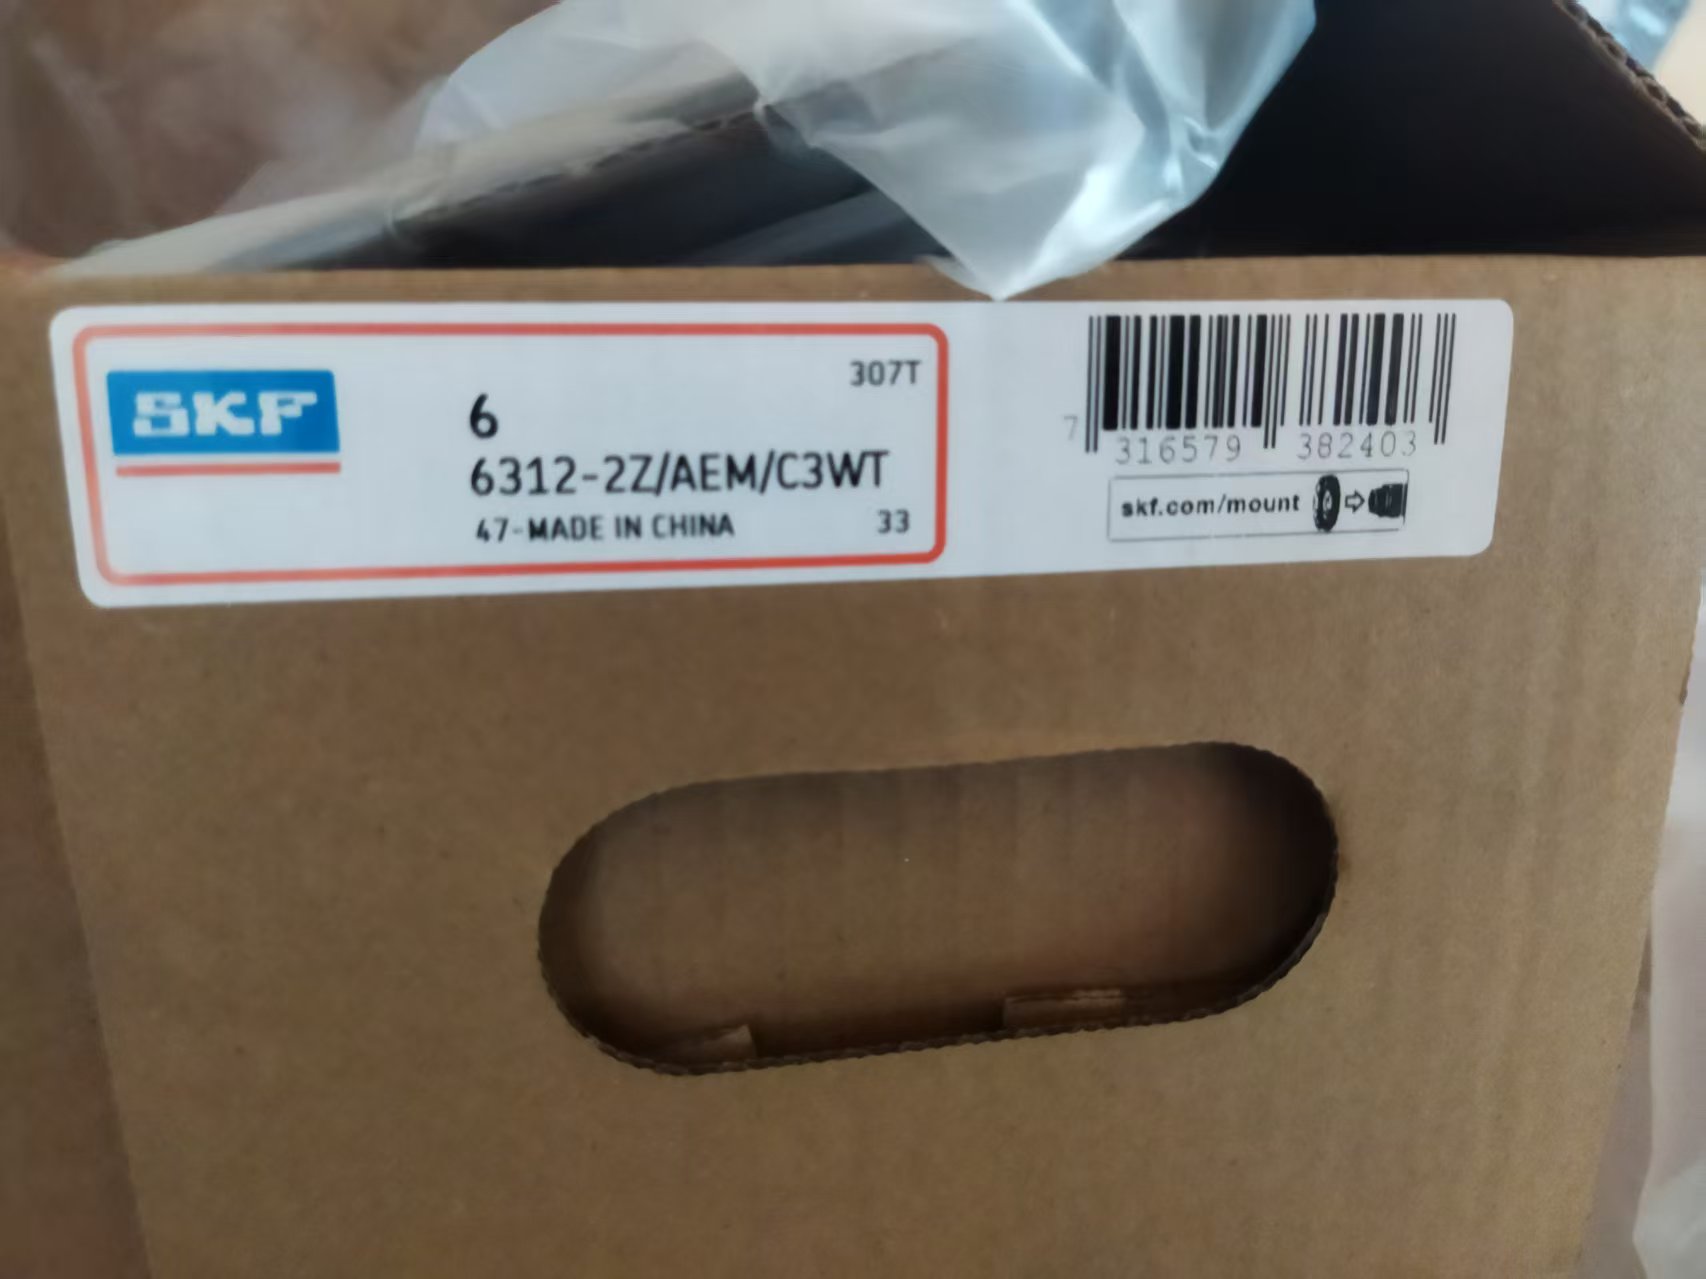 SKF
307T
6
6312-2Z/AEM/C3WT
47-MADE IN CHINA
33
7 316579 382403
skf.com/mount